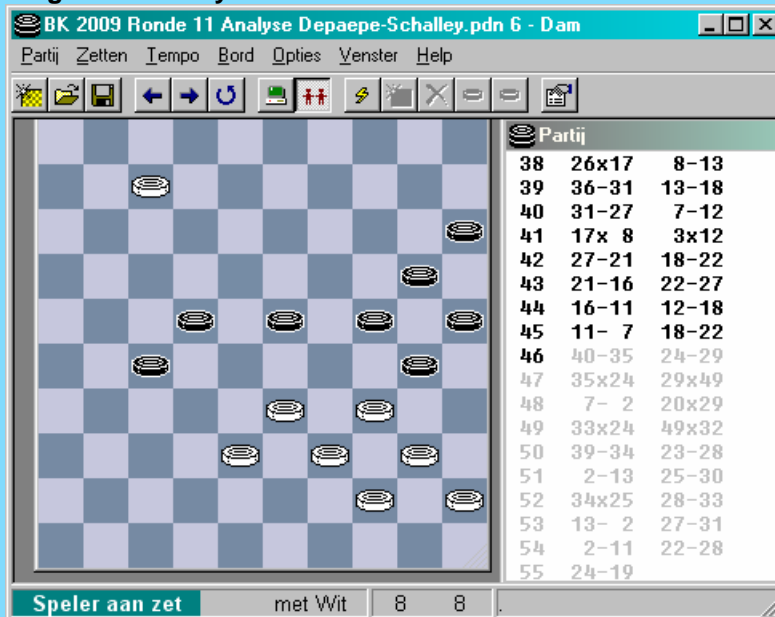 BK 2009 Ronde 11 Analyse Depaepe-Schalley.pdn 6 - Dam
Partij Zetten Tempo Bord Opties Venster Help
Partij
38 26x17 8-13
39 36-31 13-18
40 31-27 7-12
41 17x 8 3x12
42 27-21 18-22
43 21-16 22-27
44 16-11 12-18
45 11- 7 18-22
46 40-35 24-29
47 35x24 29x49
48 7- 2 20x29
49 33x24 49x32
50 39-34 23-28
51 2-13 25-30
52 34x25 28-33
53 13- 2 27-31
54 2-11 22-28
55 24-19
Speler aan zet met Wit 8 8 .